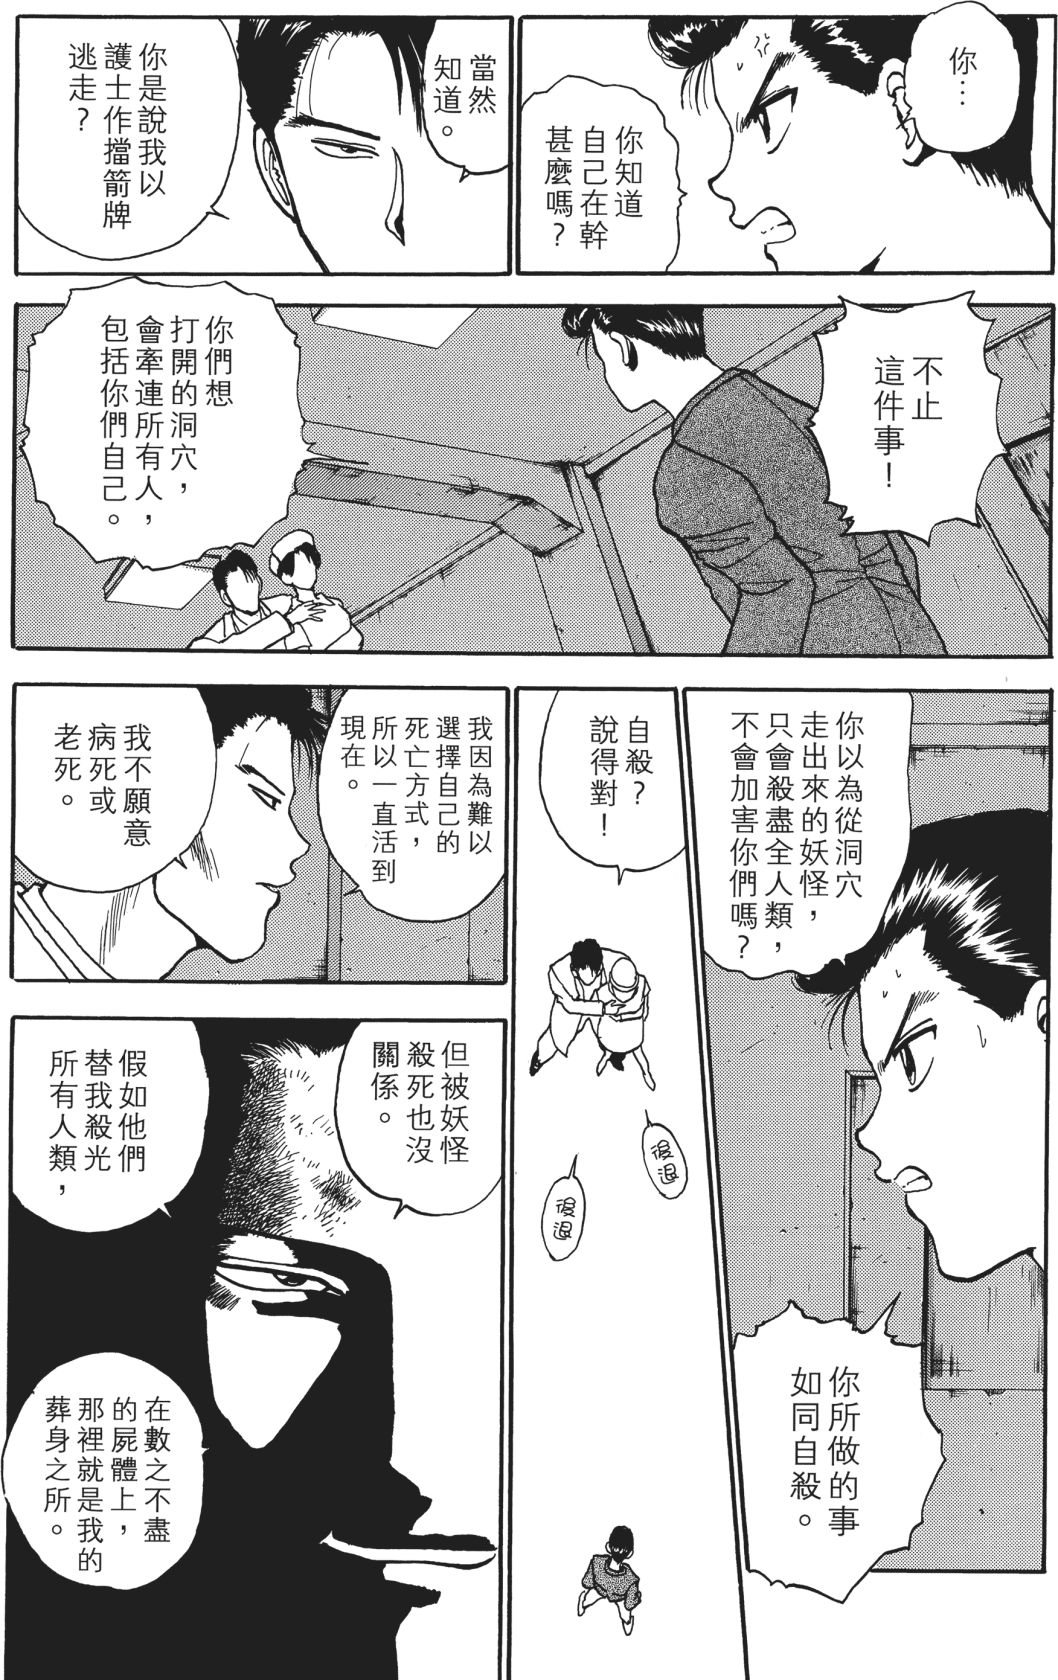 你…
你知道
自己在幹
甚麼嗎？
當然
知道。
你是說我以
護士作擋箭牌
逃走？
不止
這件事！
你們想
打開的洞穴，
會牽連所有人，
包括你們自己。
你以為從洞穴
走出來的妖怪，
只會殺盡全人類，
不會加害你們嗎？
你所做的事
如同自殺。
自殺？
說得對！
後退
後退
我因為難以
選擇自己的
死亡方式，
所以一直活到
現在。
我不願意
病死或
老死。
但被妖怪
殺死也沒
關係。
假如他們
替我殺光
所有人類，
在數之不盡
的屍體上，
那裡就是我的
葬身之所。